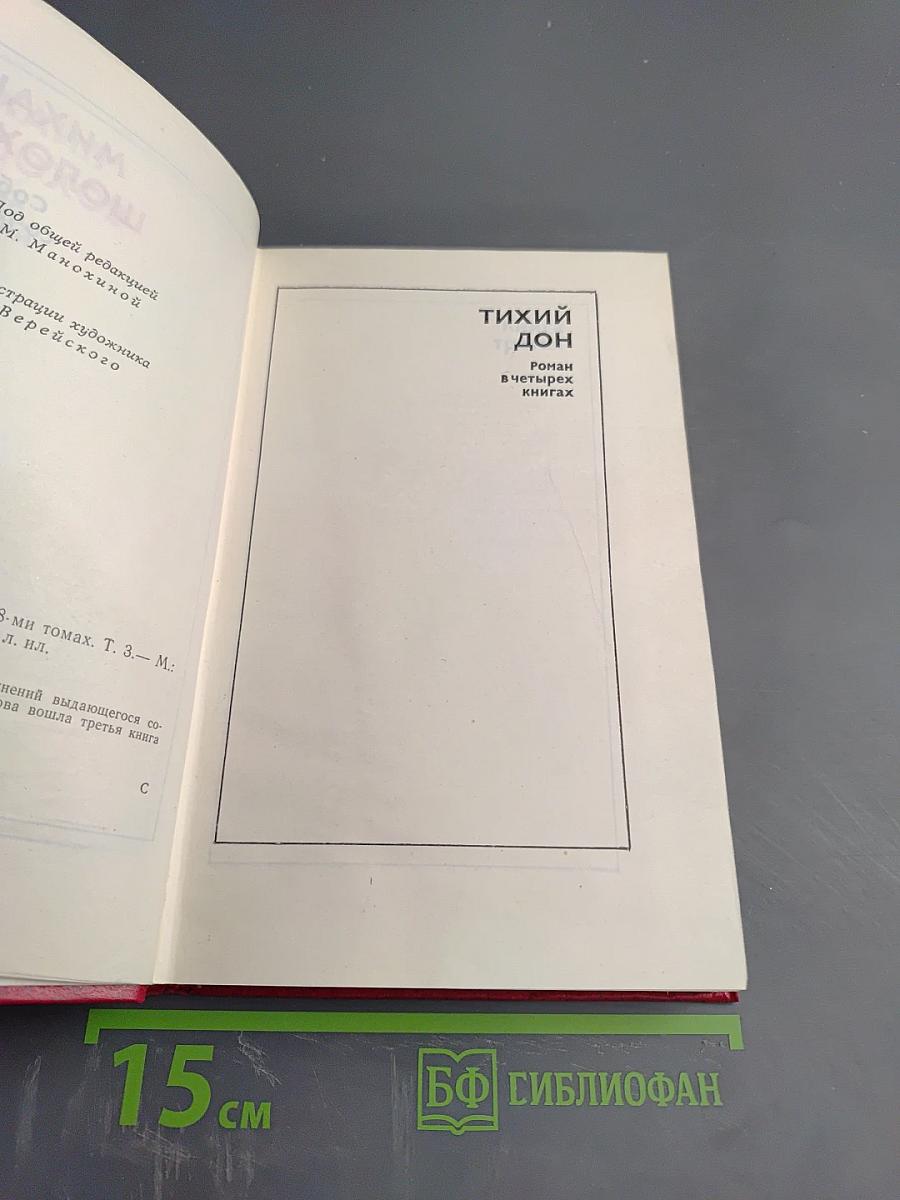 Под общей редакцией
М. Манохиной
страции художника
Верейского
8-ми томах. Т. 3.— М.:
л. ил.
нений выдающегося со-
ова вошла третья книга
С
ТИХИЙ
ДОН
Роман
в четырех
книгах
15 см
БФ СИБЛИОФАН